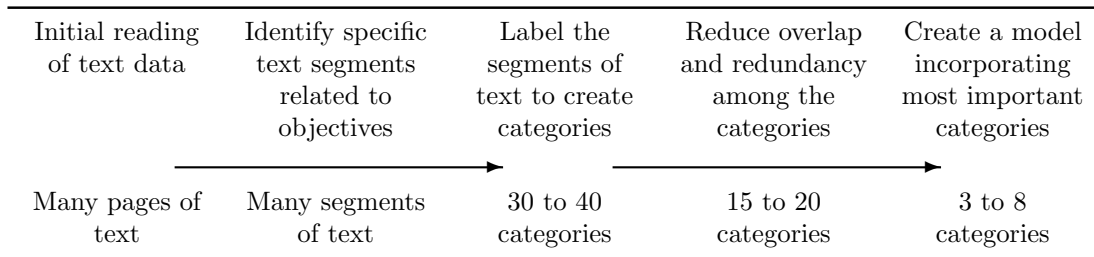 Initial reading
of text data
Identify specific
text segments
related to
objectives
Label the
segments of
text to create
categories
Reduce overlap
and redundancy
among the
categories
Create a model
incorporating
most important
categories
Many pages of
text
Many segments
of text
30 to 40
categories
15 to 20
categories
3 to 8
categories